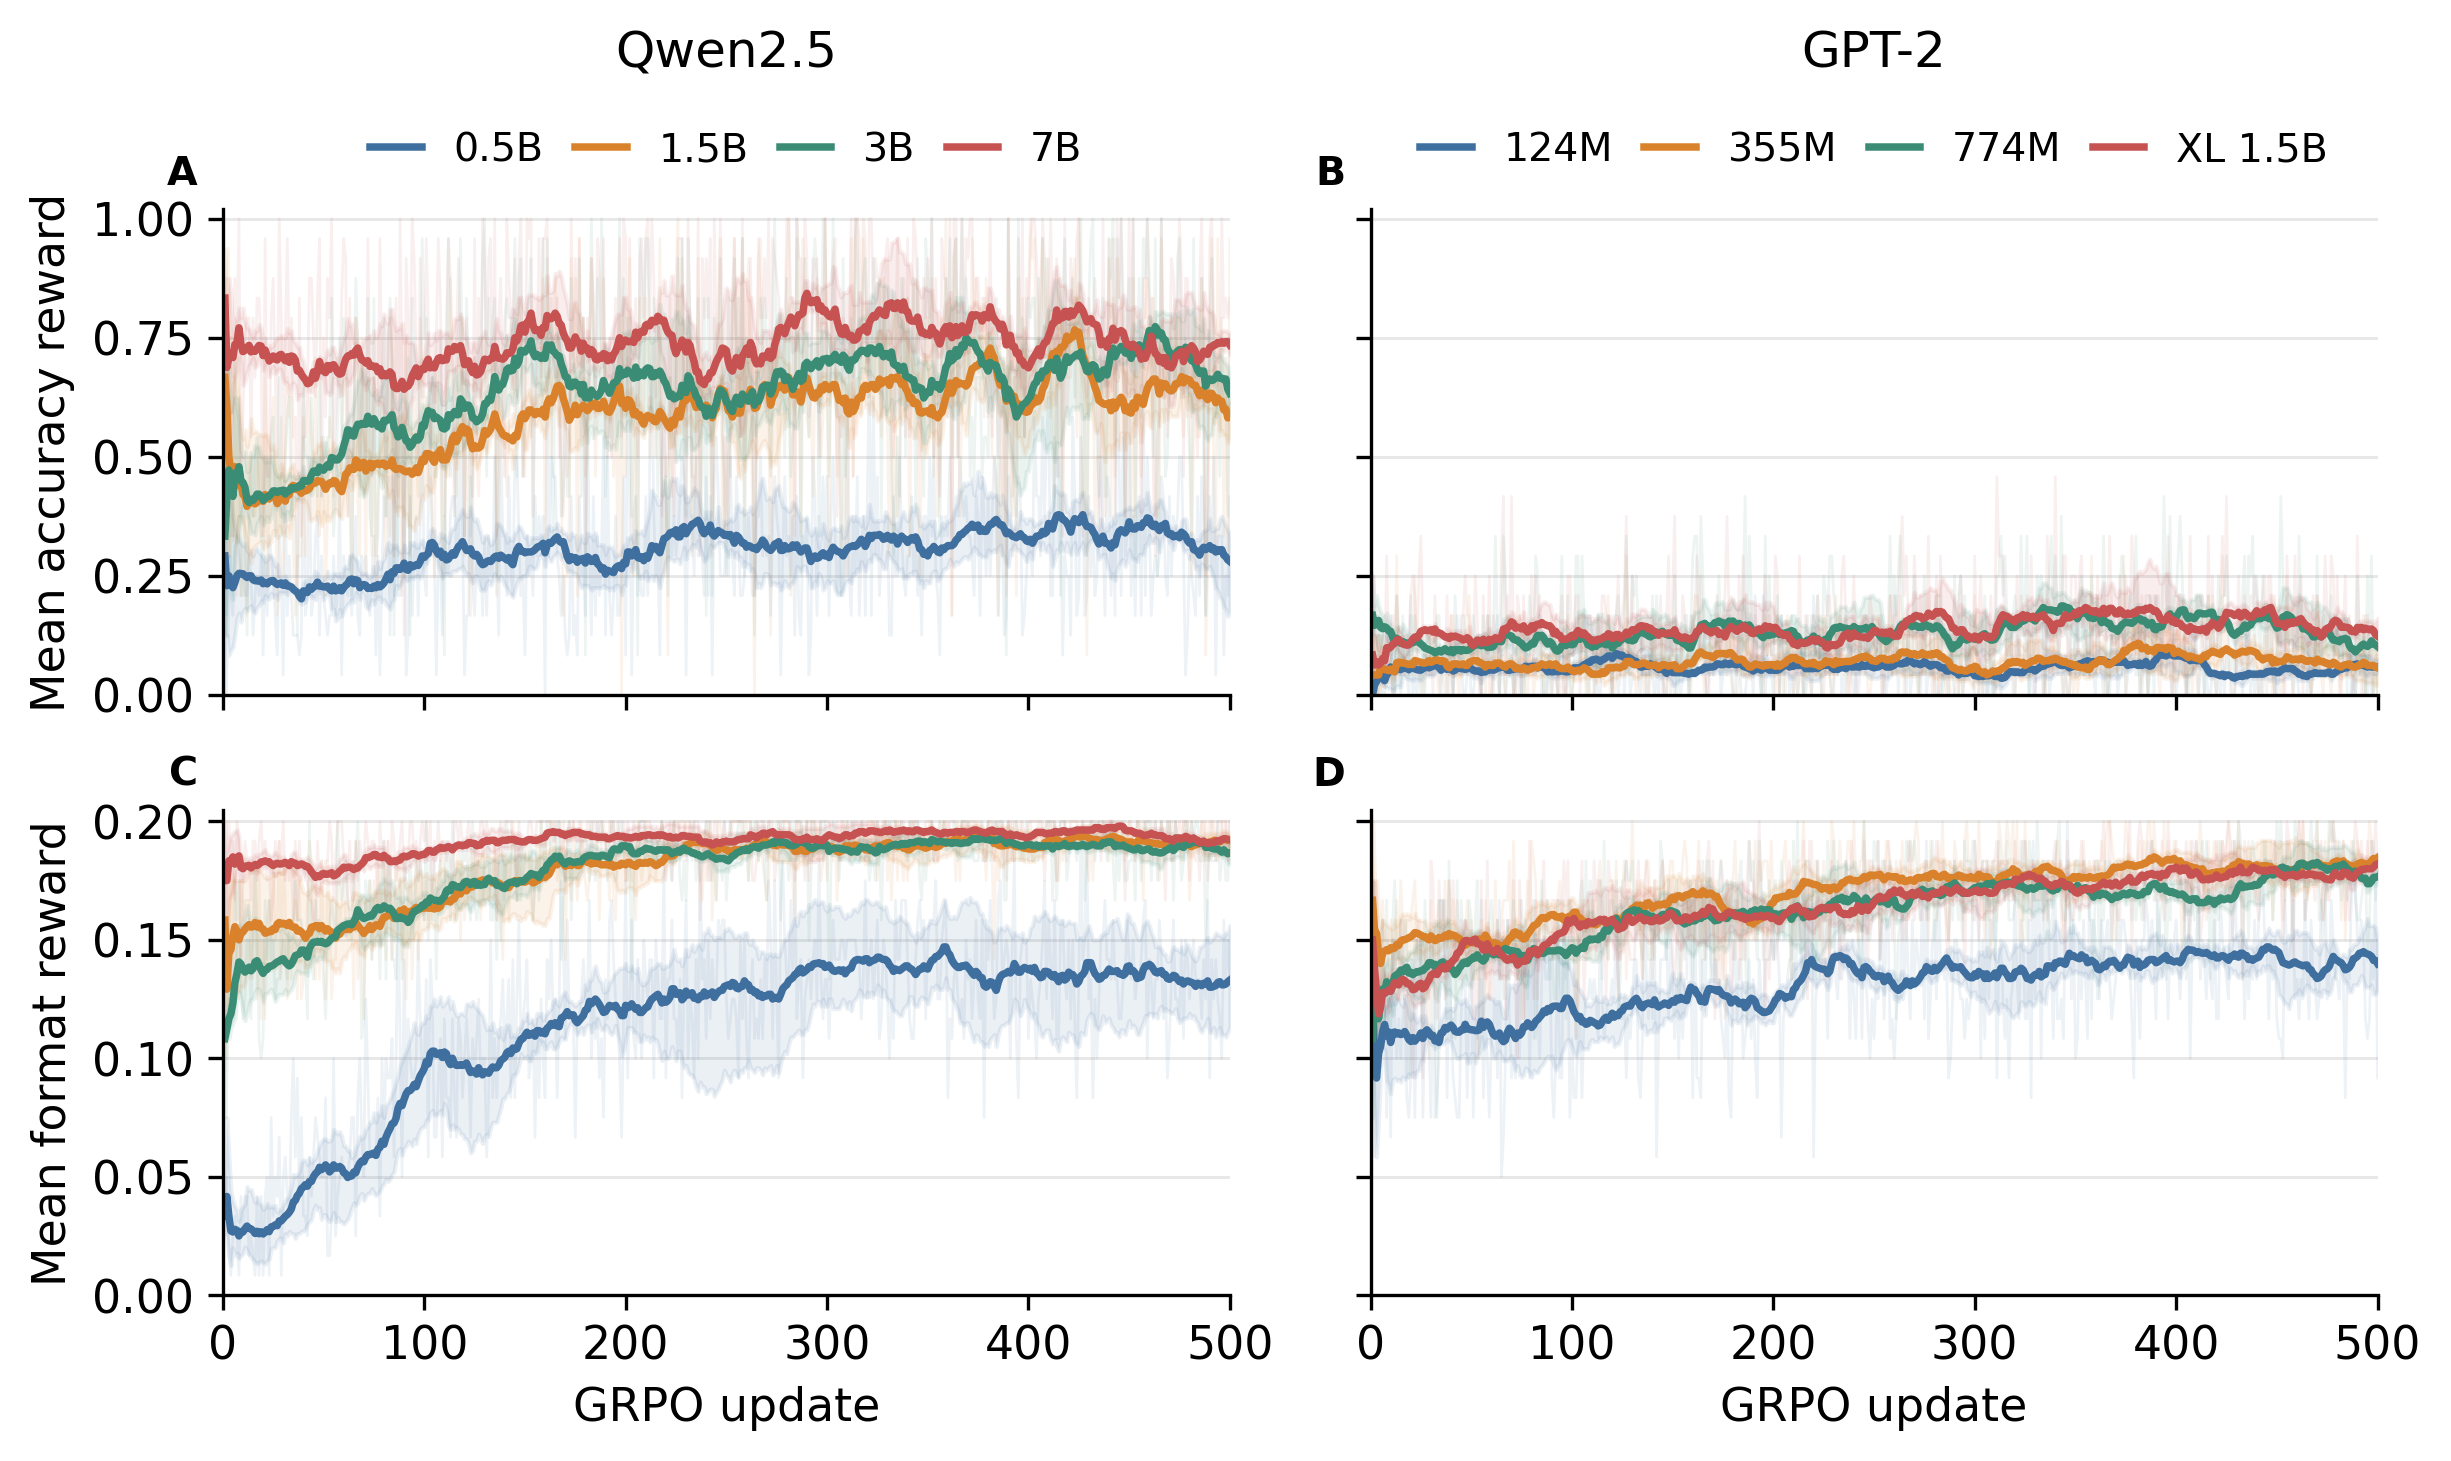 Qwen2.5
GPT-2
0.5B 1.5B 3B 7B
124M 355M 774M XL 1.5B
A
B
Mean accuracy reward
1.00
0.75
0.50
0.25
0.00
C
D
Mean format reward
0.20
0.15
0.10
0.05
0.00
0 100 200 300 400 500
0 100 200 300 400 500
GRPO update
GRPO update